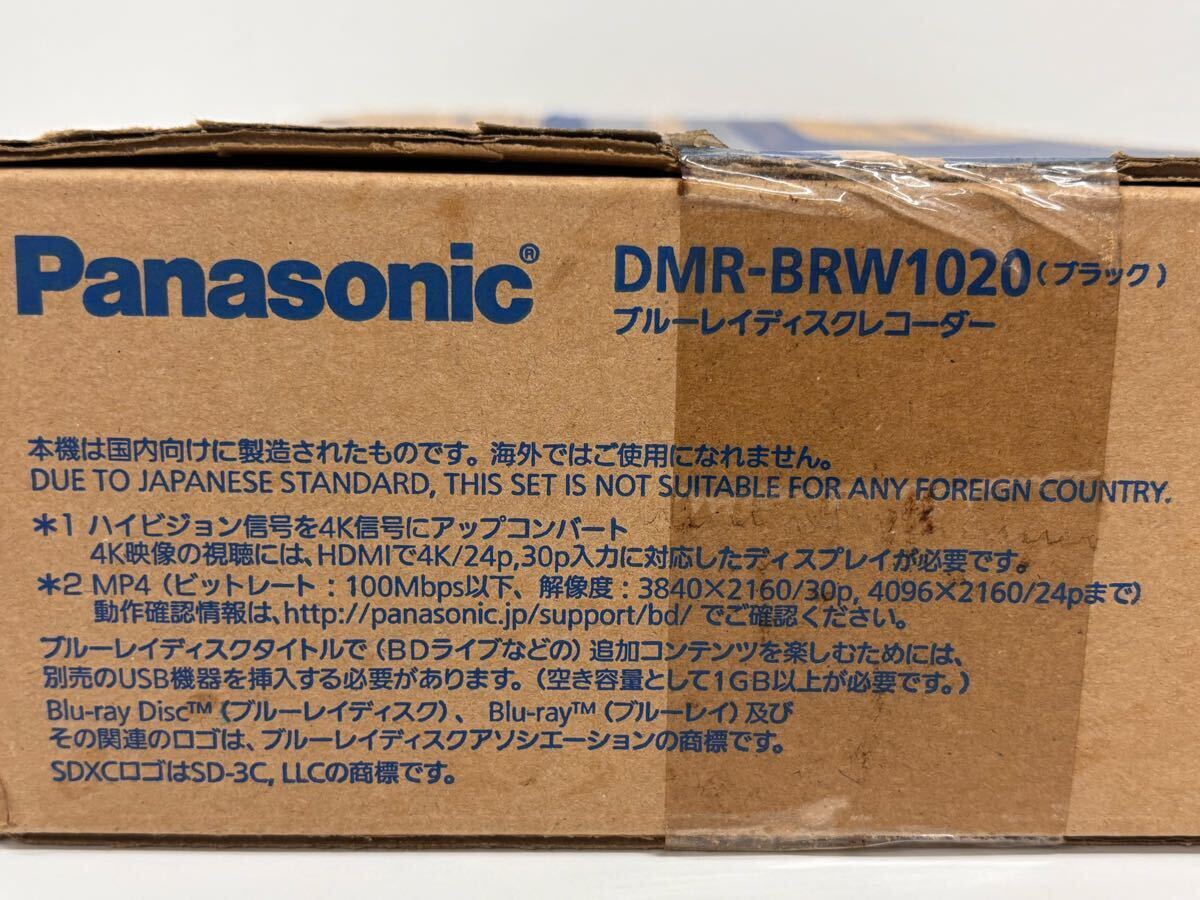 Panasonic®
DMR-BRW1020(ブラック)
ブルーレイディスクレコーダー
本機は国内向けに製造されたものです。海外ではご使用になれません。
DUE TO JAPANESE STANDARD, THIS SET IS NOT SUITABLE FOR ANY FOREIGN COUNTRY.
*1 ハイビジョン信号を4K信号にアップコンバート
4K映像の視聴には、HDMIで4K/24p,30p入力に対応したディスプレイが必要です。
*2 MP4(ビットレート:100Mbps以下、解像度:3840×2160/30p, 4096×2160/24pまで)
動作確認情報は、http://panasonic.jp/support/bd/ でご確認ください。
ブルーレイディスクタイトルで(BDライブなどの)追加コンテンツを楽しむためには、
別売のUSB機器を挿入する必要があります。(空き容量として1GB以上が必要です。)
Blu-ray Disc™(ブルーレイディスク)、Blu-ray™(ブルーレイ)及び
その関連のロゴは、ブルーレイディスクアソシエーションの商標です。
SDXCロゴはSD-3C, LLCの商標です。